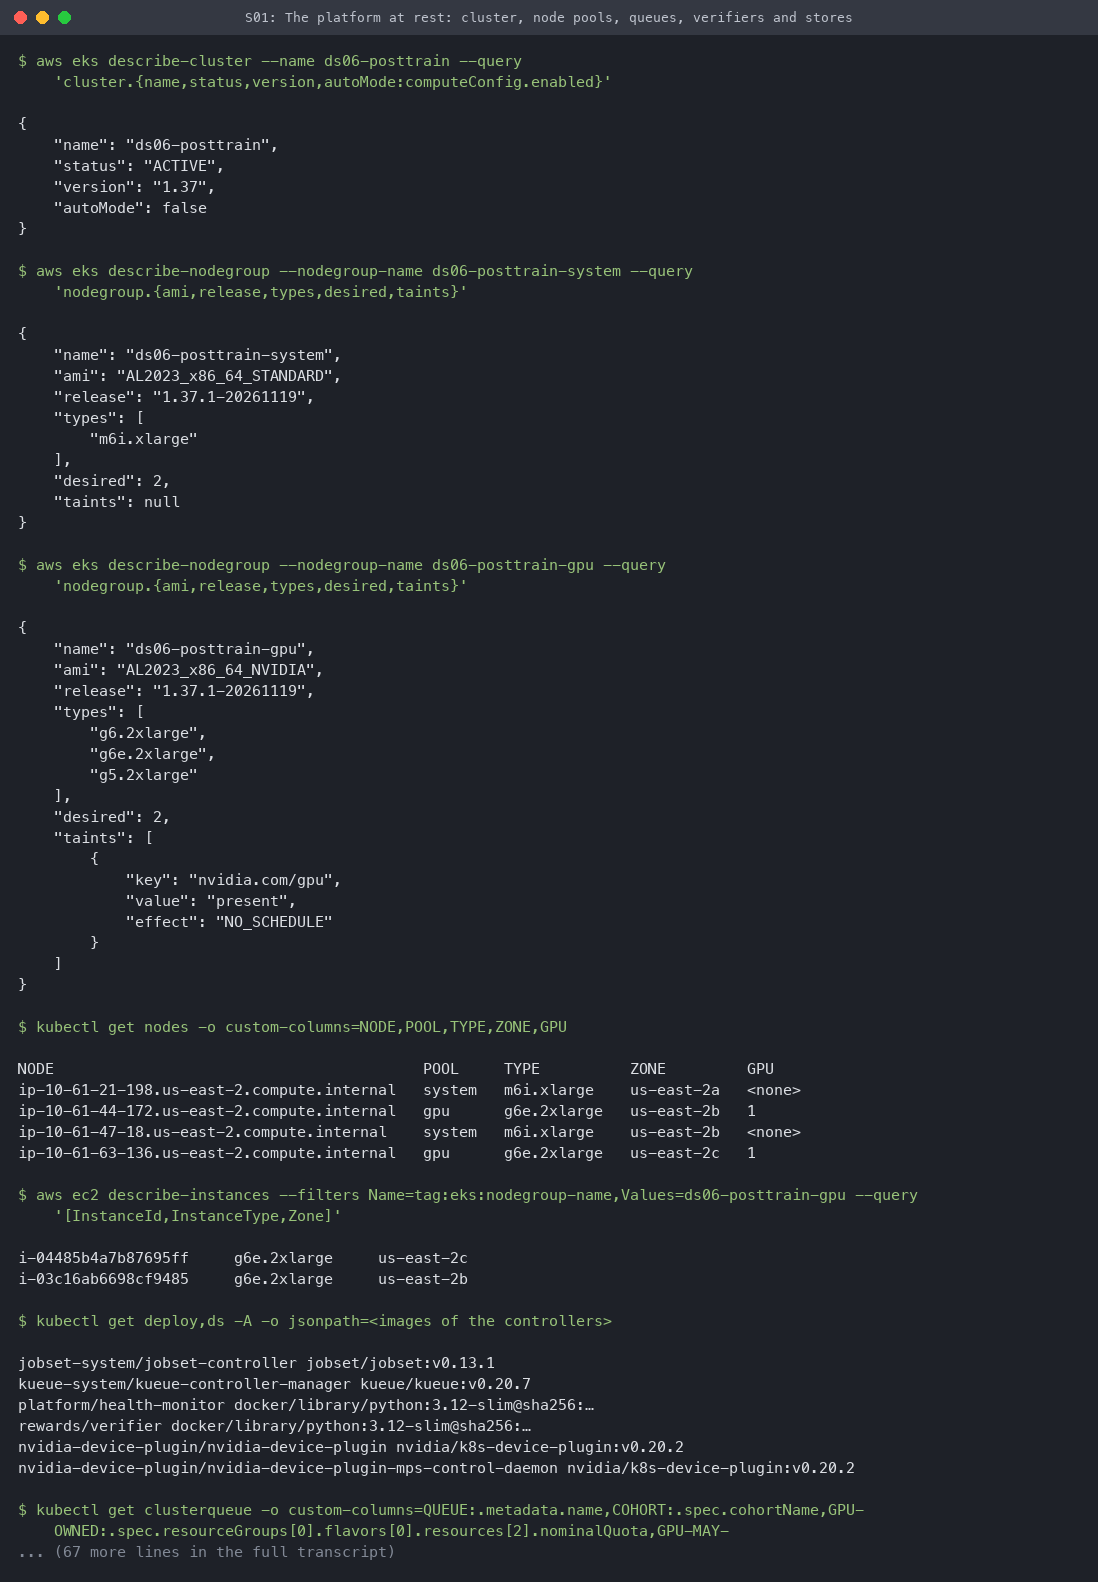 S01: The platform at rest: cluster, node pools, queues, verifiers and stores
$ aws eks describe-cluster --name ds06-posttrain --query
    'cluster.{name,status,version,autoMode:computeConfig.enabled}'
{
    "name": "ds06-posttrain",
    "status": "ACTIVE",
    "version": "1.37",
    "autoMode": false
}
$ aws eks describe-nodegroup --nodegroup-name ds06-posttrain-system --query
    'nodegroup.{ami,release,types,desired,taints}'
{
    "name": "ds06-posttrain-system",
    "ami": "AL2023_x86_64_STANDARD",
    "release": "1.37.1-20261119",
    "types": [
        "m6i.xlarge"
    ],
    "desired": 2,
    "taints": null
}
$ aws eks describe-nodegroup --nodegroup-name ds06-posttrain-gpu --query
    'nodegroup.{ami,release,types,desired,taints}'
{
    "name": "ds06-posttrain-gpu",
    "ami": "AL2023_x86_64_NVIDIA",
    "release": "1.37.1-20261119",
    "types": [
        "g6.2xlarge",
        "g6e.2xlarge",
        "g5.2xlarge"
    ],
    "desired": 2,
    "taints": [
        {
            "key": "nvidia.com/gpu",
            "value": "present",
            "effect": "NO_SCHEDULE"
        }
    ]
}
$ kubectl get nodes -o custom-columns=NODE,POOL,TYPE,ZONE,GPU
NODE                                         POOL     TYPE          ZONE         GPU
ip-10-61-21-198.us-east-2.compute.internal   system   m6i.xlarge    us-east-2a   <none>
ip-10-61-44-172.us-east-2.compute.internal   gpu      g6e.2xlarge   us-east-2b   1
ip-10-61-47-18.us-east-2.compute.internal    system   m6i.xlarge    us-east-2b   <none>
ip-10-61-63-136.us-east-2.compute.internal   gpu      g6e.2xlarge   us-east-2c   1
$ aws ec2 describe-instances --filters Name=tag:eks:nodegroup-name,Values=ds06-posttrain-gpu --query
    '[InstanceId,InstanceType,Zone]'
i-04485b4a7b87695ff     g6e.2xlarge     us-east-2c
i-03c16ab6698cf9485     g6e.2xlarge     us-east-2b
$ kubectl get deploy,ds -A -o jsonpath=<images of the controllers>
jobset-system/jobset-controller jobset/jobset:v0.13.1
kueue-system/kueue-controller-manager kueue/kueue:v0.20.7
platform/health-monitor docker/library/python:3.12-slim@sha256:…
rewards/verifier docker/library/python:3.12-slim@sha256:…
nvidia-device-plugin/nvidia-device-plugin nvidia/k8s-device-plugin:v0.20.2
nvidia-device-plugin/nvidia-device-plugin-mps-control-daemon nvidia/k8s-device-plugin:v0.20.2
$ kubectl get clusterqueue -o custom-columns=QUEUE:.metadata.name,COHORT:.spec.cohortName,GPU-
    OWNED:.spec.resourceGroups[0].flavors[0].resources[2].nominalQuota,GPU-MAY-
... (67 more lines in the full transcript)